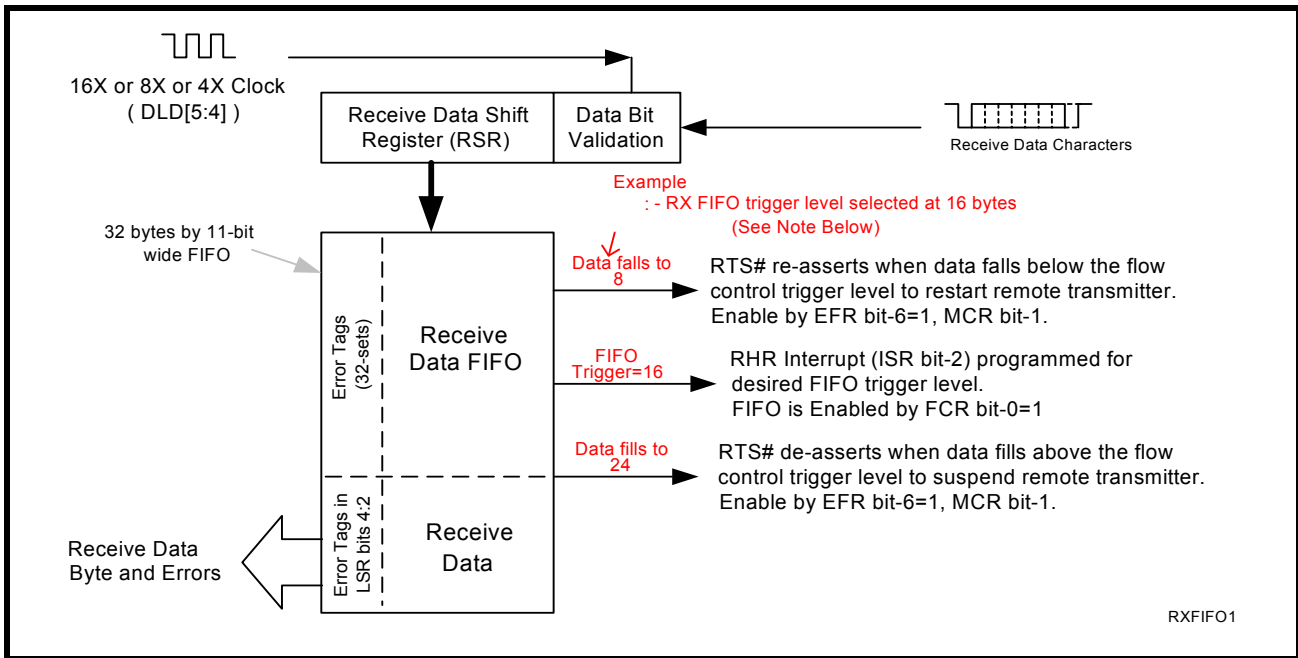 16X or 8X or 4X Clock
( DLD[5:4] )
Receive Data Shift
Register (RSR)
Data Bit
Validation
Receive Data Characters
Example
: - RX FIFO trigger level selected at 16 bytes
(See Note Below)
32 bytes by 11-bit
wide FIFO
Error Tags
(32-sets)
Receive
Data FIFO
Data falls to
8
RTS# re-asserts when data falls below the flow
control trigger level to restart remote transmitter.
Enable by EFR bit-6=1, MCR bit-1.
FIFO
Trigger=16
RHR Interrupt (ISR bit-2) programmed for
desired FIFO trigger level.
FIFO is Enabled by FCR bit-0=1
Data fills to
24
RTS# de-asserts when data fills above the flow
control trigger level to suspend remote transmitter.
Enable by EFR bit-6=1, MCR bit-1.
Error Tags in
LSR bits 4:2
Receive
Data
Receive Data
Byte and Errors
RXFIFO1